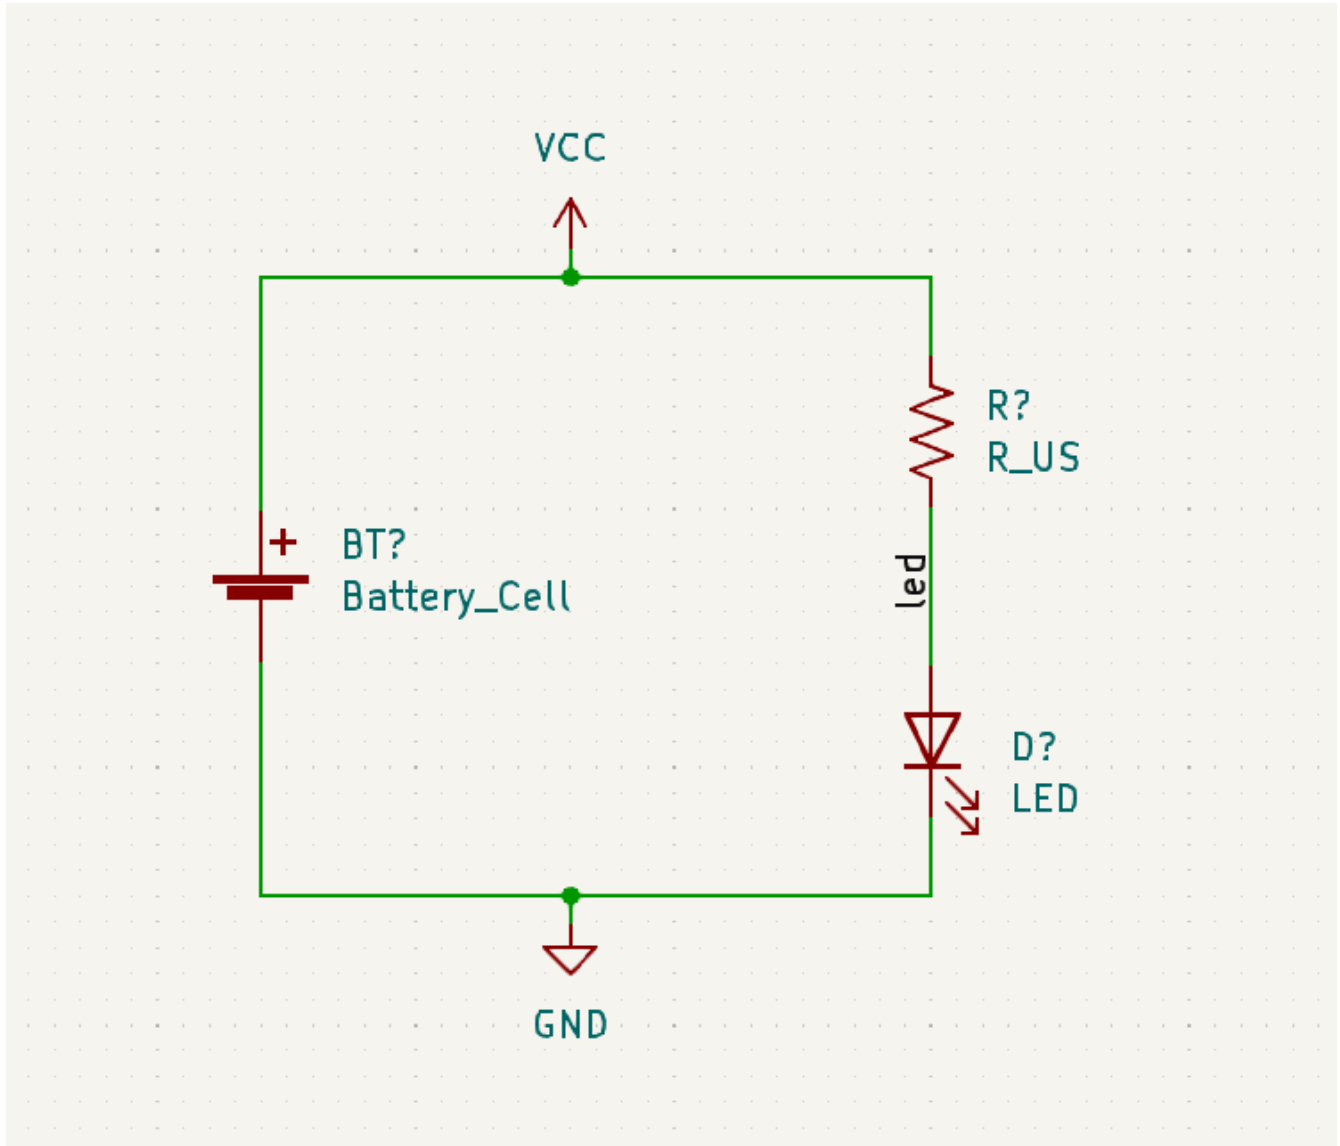 VCC
R?
R_US
+
BT?
Battery_Cell
led
D?
LED
GND